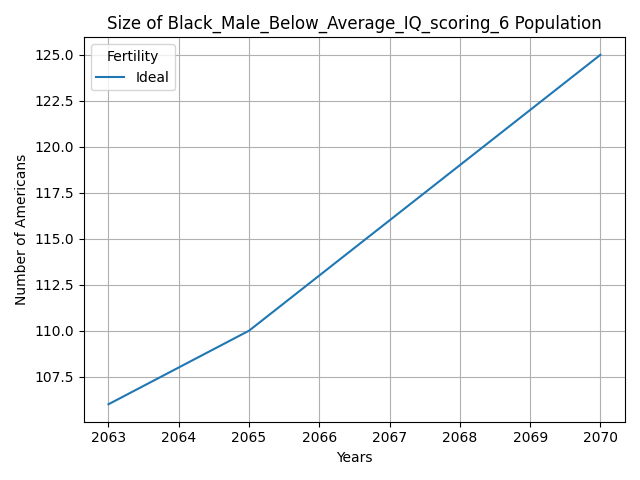 Size of Black_Male_Below_Average_IQ_scoring_6 Population
Fertility
Ideal
125.0
122.5
120.0
117.5
115.0
112.5
110.0
107.5
Number of Americans
2063 2064 2065 2066 2067 2068 2069 2070
Years